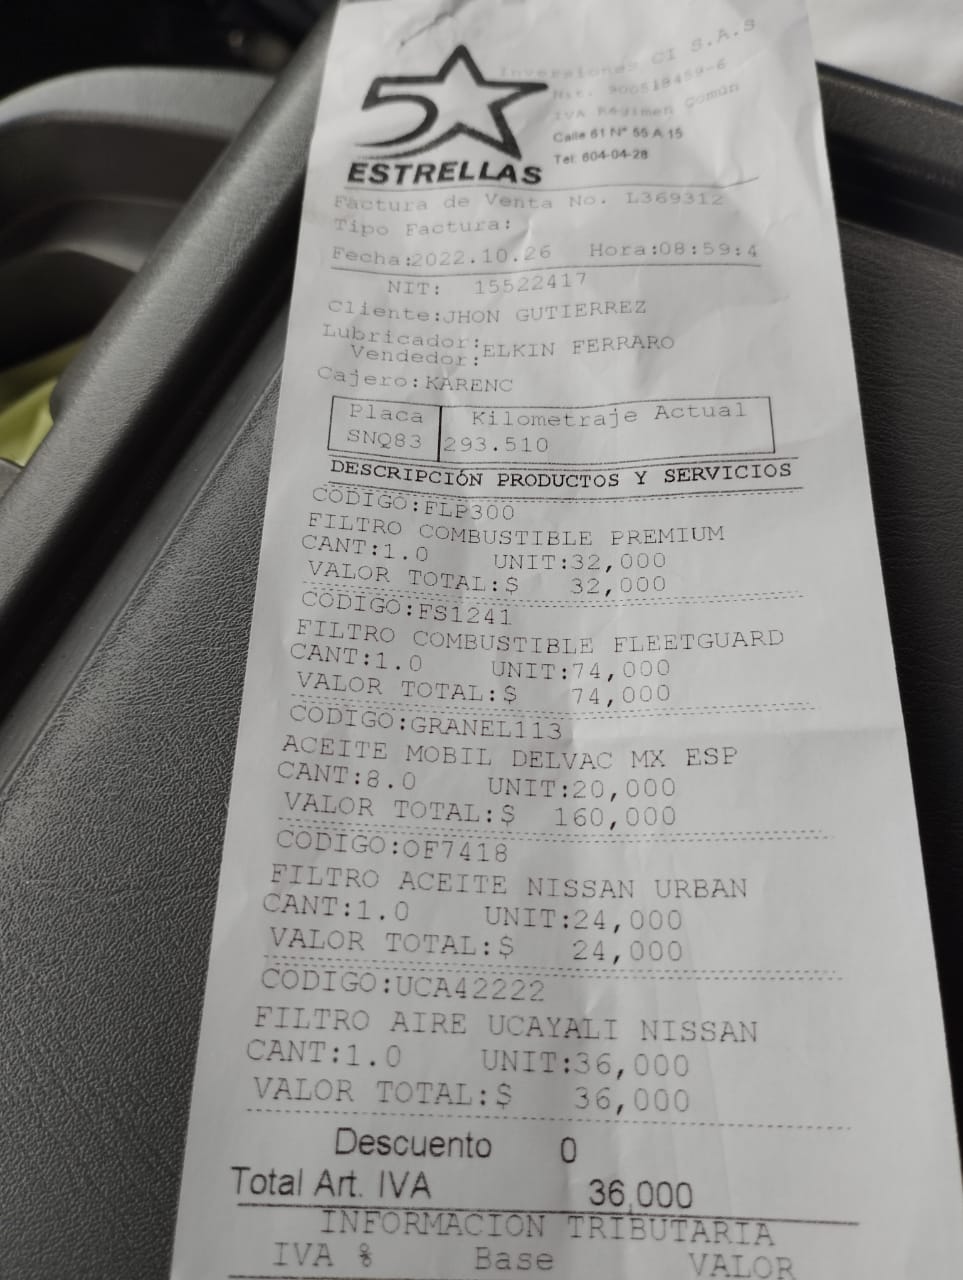 5 ESTRELLAS
Inversiones CI S.A.S
Nit. 900518459-6
IVA Régimen Común
Calle 61 Nº 55 A 15
Tel: 604-04-28
Factura de Venta No. L369312
Tipo Factura:
Fecha:2022.10.26 Hora:08:59:4
NIT: 15522417
Cliente:JHON GUTIERREZ
Lubricador:
Vendedor: ELKIN FERRARO
Cajero:KARENC
Placa Kilometraje Actual
SNQ83 293.510
DESCRIPCIÓN PRODUCTOS Y SERVICIOS
CODIGO:FLP300
FILTRO COMBUSTIBLE PREMIUM
CANT:1.0 UNIT:32,000
VALOR TOTAL:$ 32,000
CODIGO:FS1241
FILTRO COMBUSTIBLE FLEETGUARD
CANT:1.0 UNIT:74,000
VALOR TOTAL:$ 74,000
CODIGO:GRANEL113
ACEITE MOBIL DELVAC MX ESP
CANT:8.0 UNIT:20,000
VALOR TOTAL:$ 160,000
CODIGO:OF7418
FILTRO ACEITE NISSAN URBAN
CANT:1.0 UNIT:24,000
VALOR TOTAL:$ 24,000
CODIGO:UCA42222
FILTRO AIRE UCAYALI NISSAN
CANT:1.0 UNIT:36,000
VALOR TOTAL:$ 36,000
Descuento 0
Total Art. IVA 36,000
INFORMACION TRIBUTARIA
IVA % Base VALOR